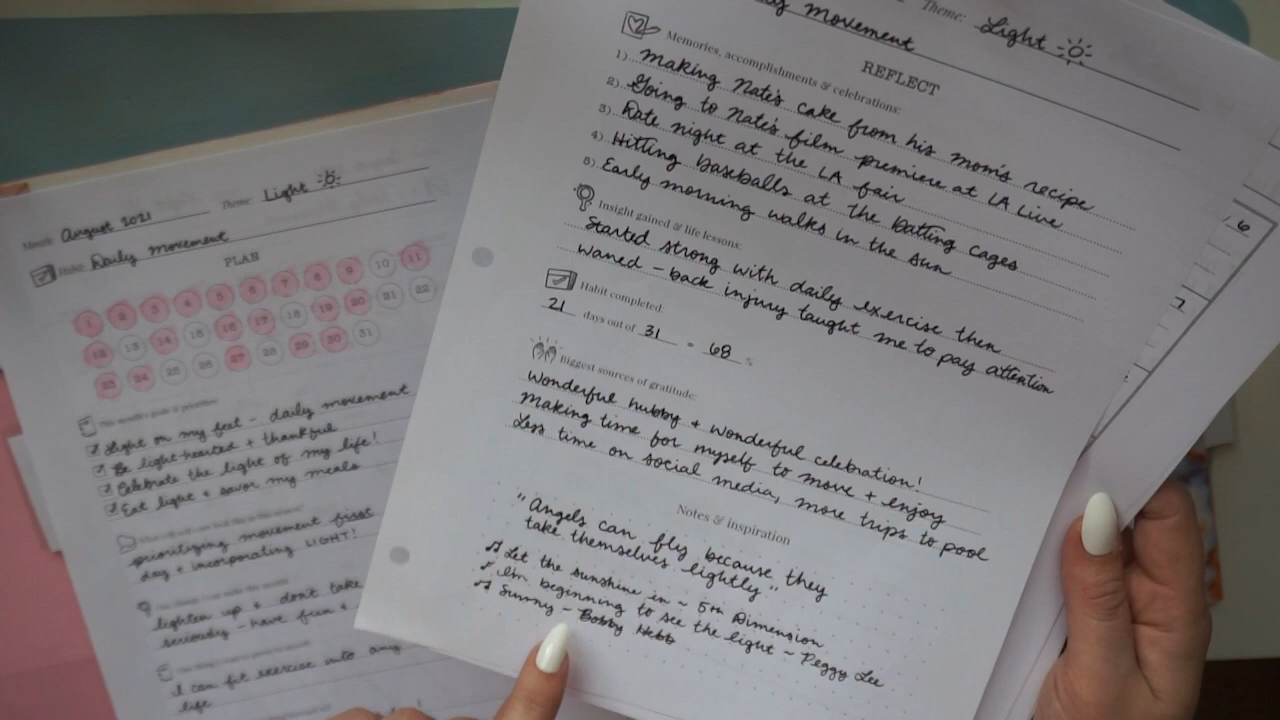 August 2021 Theme: Light
Habit: Daily movement
PLAN
1 2 3 4 5 6 7 8 9 10 11
12 13 14 15 16 17 18 19 20 21 22
23 24 25 26 27 28 29 30 31
This month's goals & priorities:
Light on my feet - daily movement
Be light-hearted + thankful
Celebrate the light of my life!
Eat light + savor my meals
prioritizing movement first
day + incorporating LIGHT!
lighten up + don't take
seriously - have fun +
I can fit exercise into any
life
Theme: Light
movement
REFLECT
Memories, accomplishments & celebrations:
1) Making Nate's cake from his mom's recipe
2) Going to Nate's film premiere at LA Live
3) Date night at the LA fair
4) Hitting baseballs at the batting cages
5) Early morning walks in the sun
Insight gained & life lessons:
Started strong with daily exercise then
waned - back injury taught me to pay attention
Habit completed:
21 days out of 31 = 68 %
Biggest sources of gratitude:
Wonderful hubby + wonderful celebration!
Making time for myself to move + enjoy
Less time on social media, more trips to pool
Notes & inspiration
"Angels can fly because they
take themselves lightly"
♫ Let the sunshine in ~ 5th Dimension
♪ I'm beginning to see the light ~ Peggy Lee
♫ Sunny - Bobby Hebb
6
7